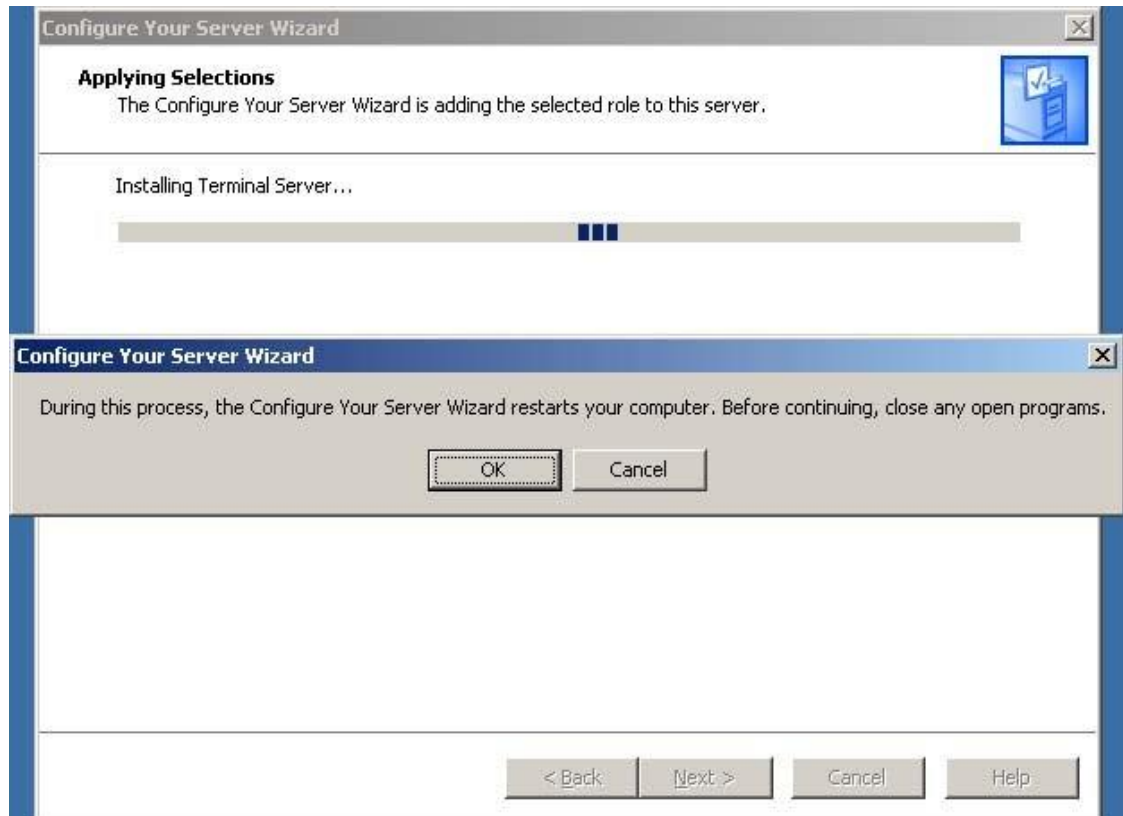 Configure Your Server Wizard
Applying Selections
The Configure Your Server Wizard is adding the selected role to this server.
Installing Terminal Server...
Configure Your Server Wizard
During this process, the Configure Your Server Wizard restarts your computer. Before continuing, close any open programs.
OK Cancel
< Back Next > Cancel Help